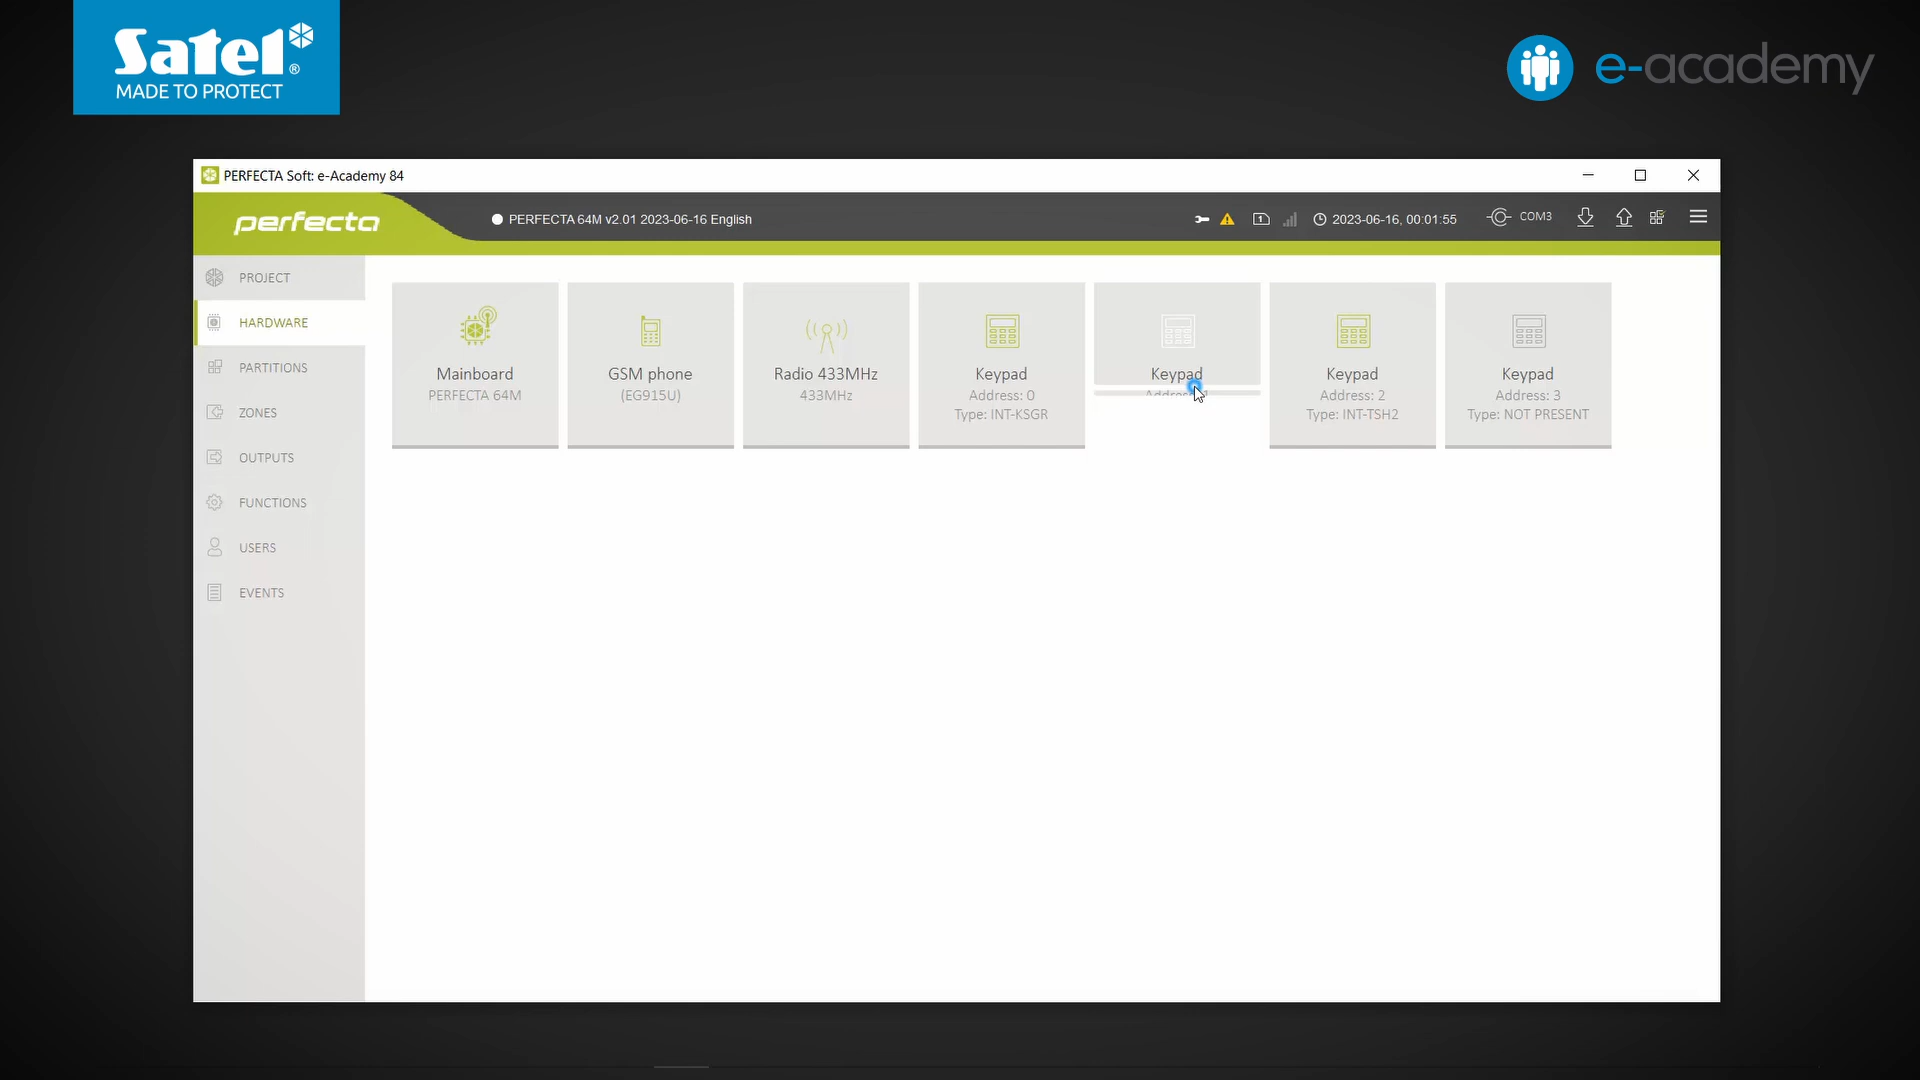 Satel®
MADE TO PROTECT
e-academy
PERFECTA Soft: e-Academy 84
perfecta
PERFECTA 64M v2.01 2023-06-16 English
1
2023-06-16, 00:01:55
COM3
PROJECT
HARDWARE
PARTITIONS
ZONES
OUTPUTS
FUNCTIONS
USERS
EVENTS
Mainboard
PERFECTA 64M
GSM phone
(EG915U)
Radio 433MHz
433MHz
Keypad
Address: 0
Type: INT-KSGR
Keypad
Keypad
Address: 2
Type: INT-TSH2
Keypad
Address: 3
Type: NOT PRESENT